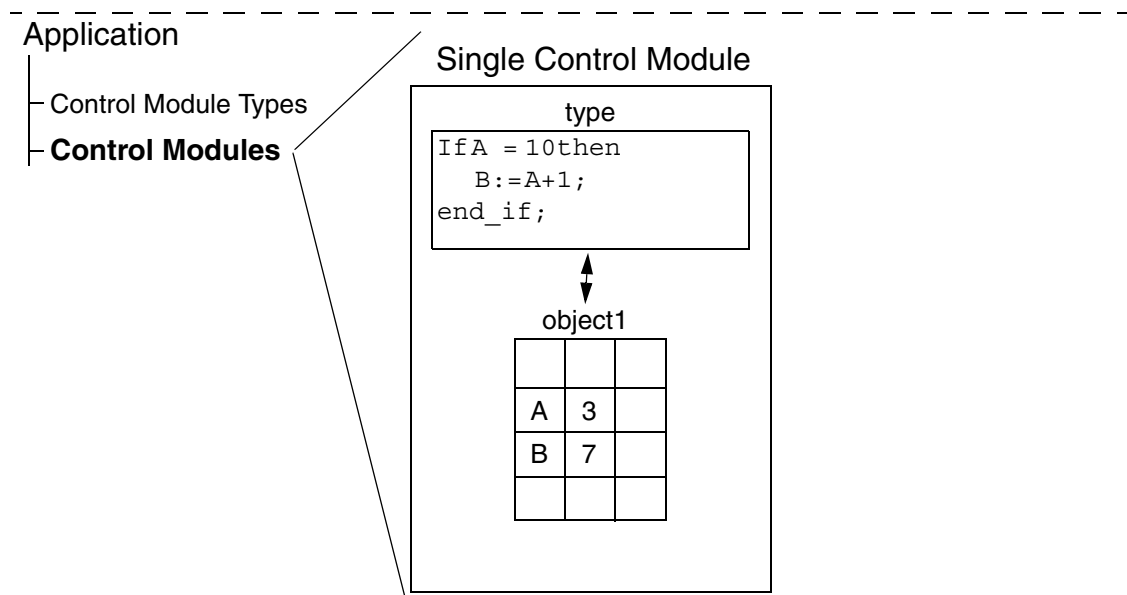 Application
Control Module Types
Control Modules
Single Control Module
type
IfA = 10then
B:=A+1;
end_if;
object1
A 3
B 7